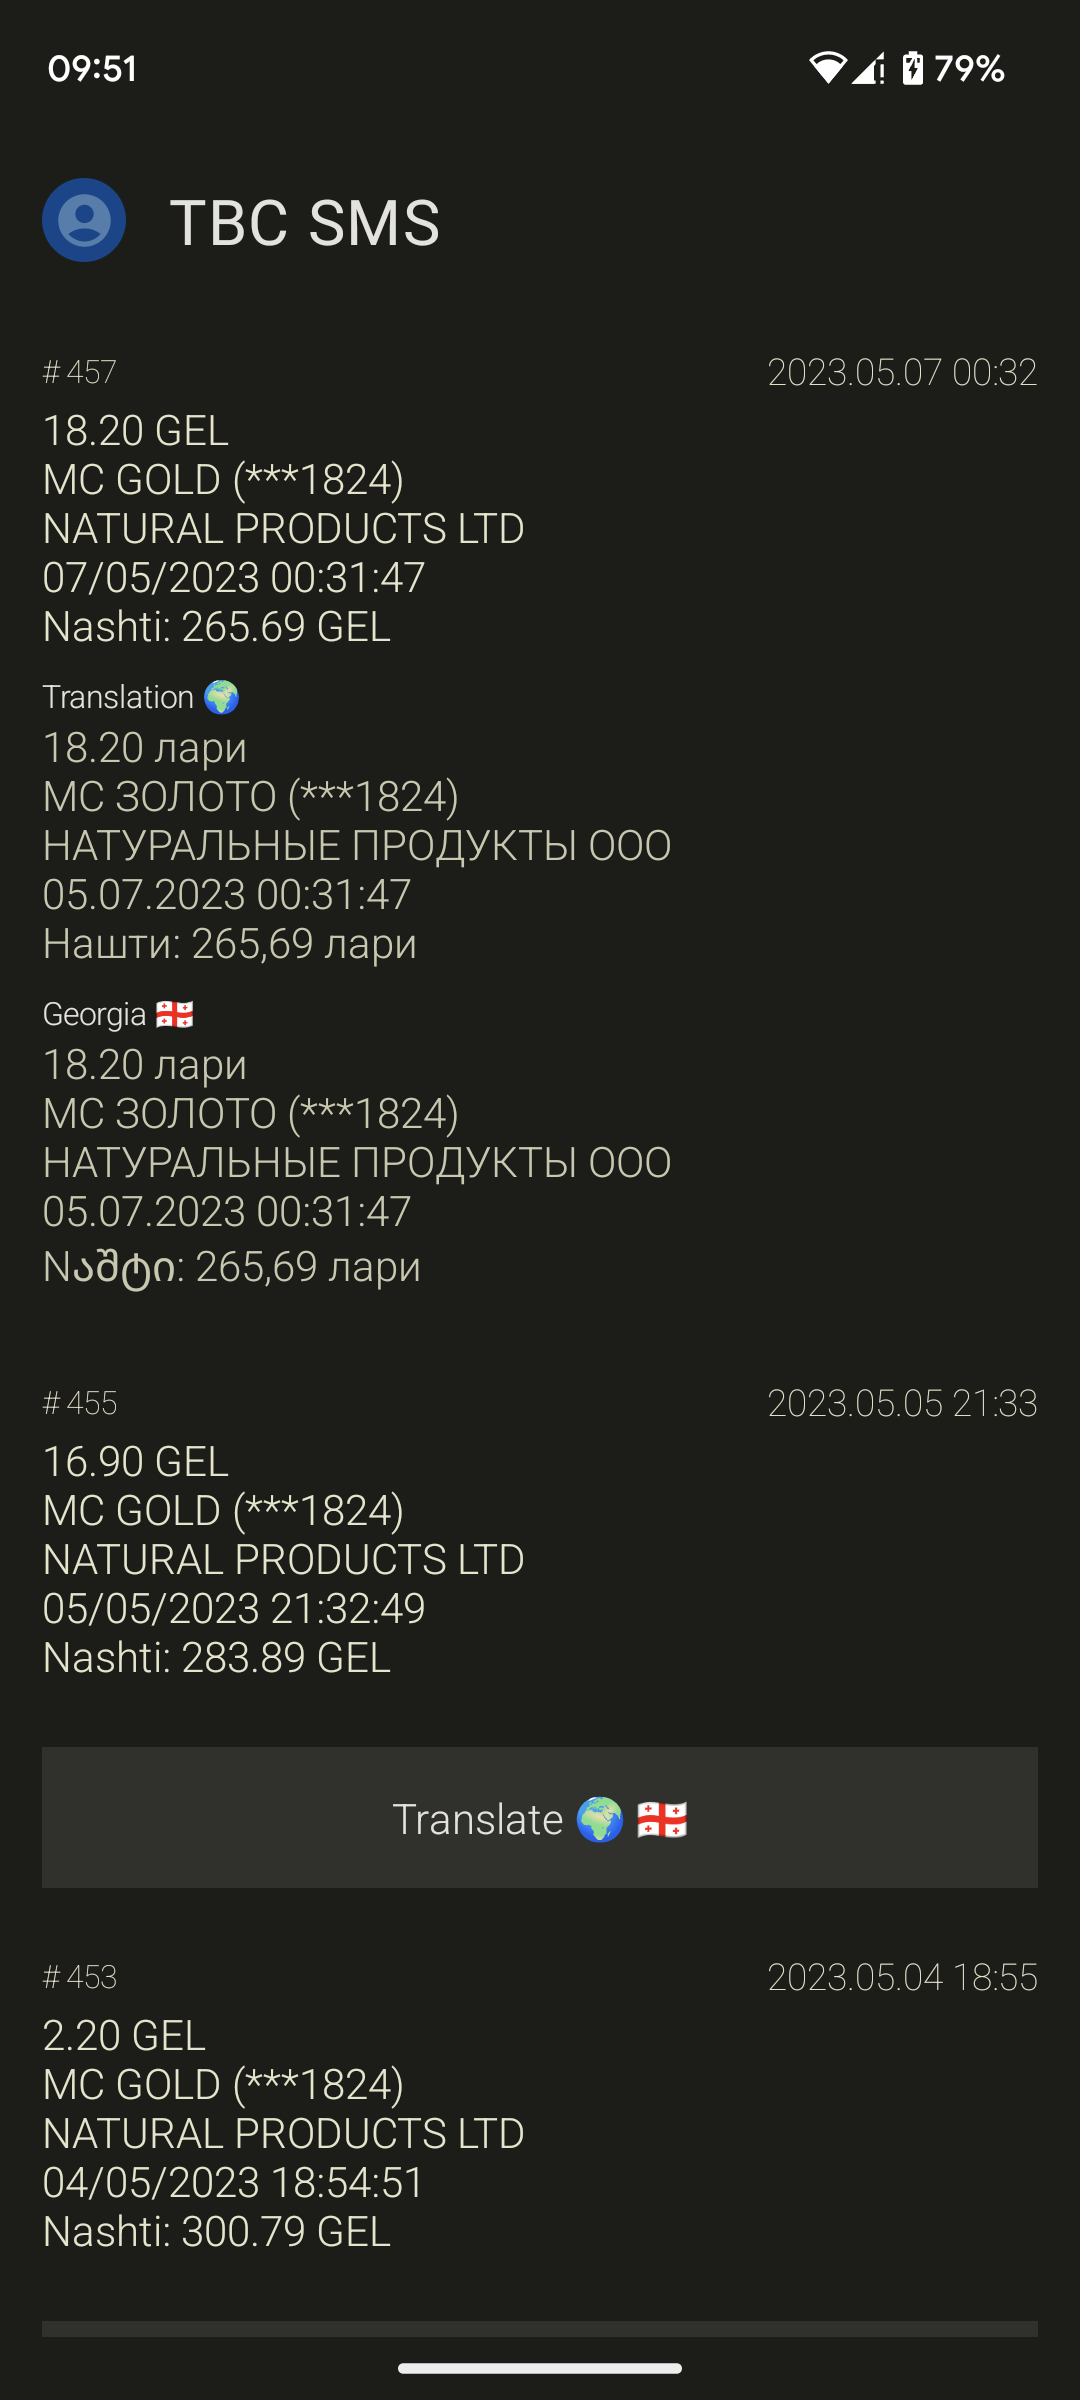 09:51
79%
TBC SMS
# 457
2023.05.07 00:32
18.20 GEL
MC GOLD (***1824)
NATURAL PRODUCTS LTD
07/05/2023 00:31:47
Nashti: 265.69 GEL
Translation 🌍
18.20 лари
МС ЗОЛОТО (***1824)
НАТУРАЛЬНЫЕ ПРОДУКТЫ ООО
05.07.2023 00:31:47
Нашти: 265,69 лари
Georgia 🇬🇪
18.20 лари
МС ЗОЛОТО (***1824)
НАТУРАЛЬНЫЕ ПРОДУКТЫ ООО
05.07.2023 00:31:47
Nაშტი: 265,69 лари
# 455
2023.05.05 21:33
16.90 GEL
MC GOLD (***1824)
NATURAL PRODUCTS LTD
05/05/2023 21:32:49
Nashti: 283.89 GEL
Translate 🌍 🇬🇪
# 453
2023.05.04 18:55
2.20 GEL
MC GOLD (***1824)
NATURAL PRODUCTS LTD
04/05/2023 18:54:51
Nashti: 300.79 GEL